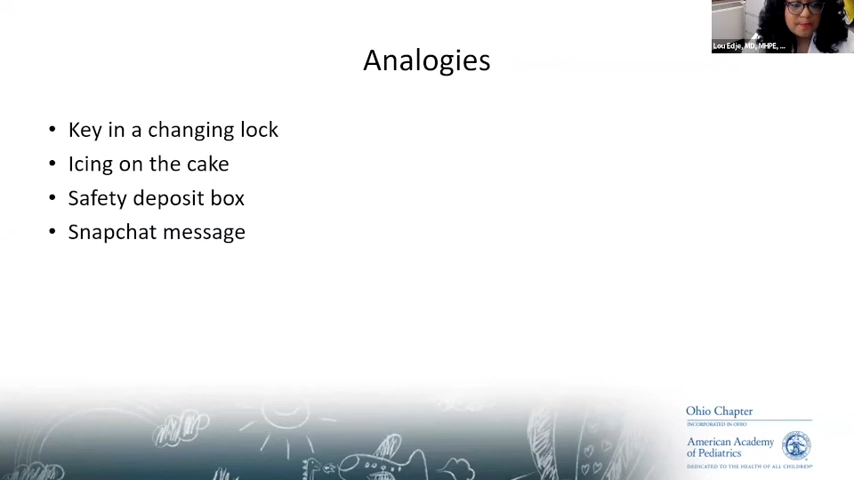 Lou Edje, MD, MHPE, ...
Analogies
• Key in a changing lock
• Icing on the cake
• Safety deposit box
• Snapchat message
Ohio Chapter
INCORPORATED IN OHIO
American Academy
of Pediatrics
DEDICATED TO THE HEALTH OF ALL CHILDREN®